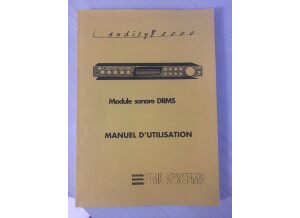 audity 2000
Module sonore DRMS
MANUEL D'UTILISATION
E-MU SYSTEMS